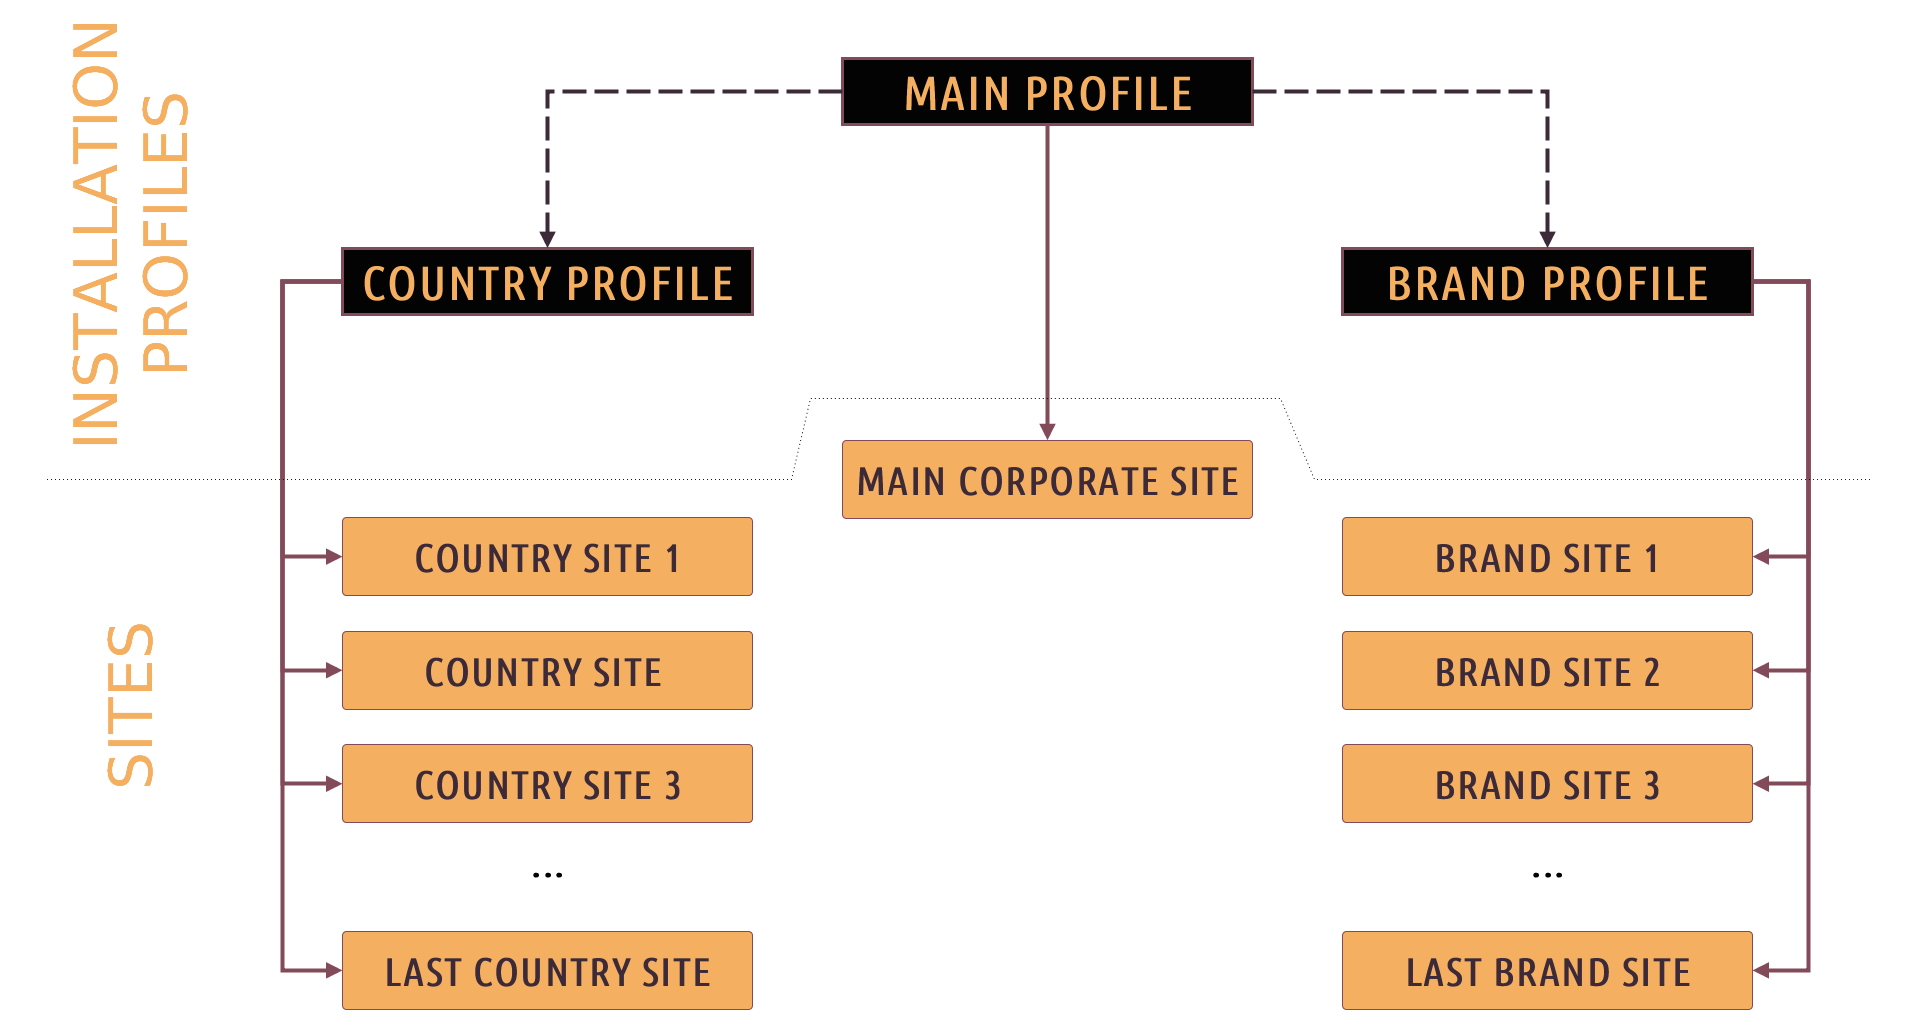 INSTALLATION
PROFILES
MAIN PROFILE
COUNTRY PROFILE
BRAND PROFILE
MAIN CORPORATE SITE
SITES
COUNTRY SITE 1
BRAND SITE 1
COUNTRY SITE
BRAND SITE 2
COUNTRY SITE 3
BRAND SITE 3
...
...
LAST COUNTRY SITE
LAST BRAND SITE